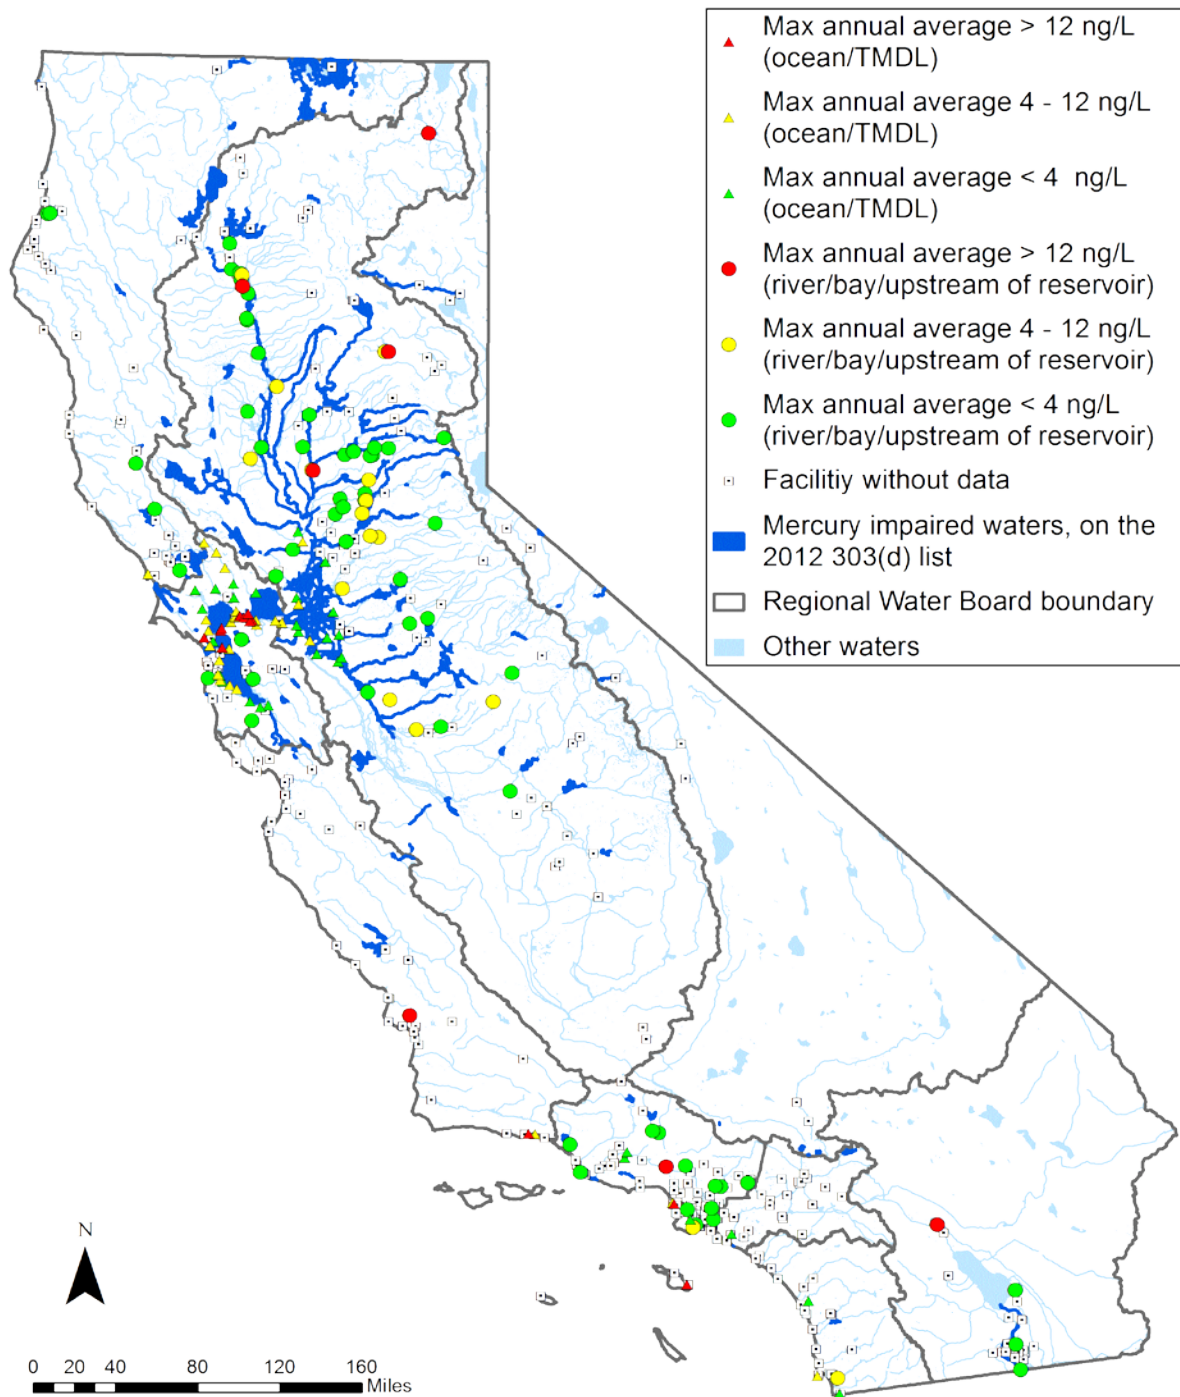 Max annual average > 12 ng/L
(ocean/TMDL)
Max annual average 4 - 12 ng/L
(ocean/TMDL)
Max annual average < 4 ng/L
(ocean/TMDL)
Max annual average > 12 ng/L
(river/bay/upstream of reservoir)
Max annual average 4 - 12 ng/L
(river/bay/upstream of reservoir)
Max annual average < 4 ng/L
(river/bay/upstream of reservoir)
Facilitiy without data
Mercury impaired waters, on the
2012 303(d) list
Regional Water Board boundary
Other waters
N
0 20 40 80 120 160
Miles